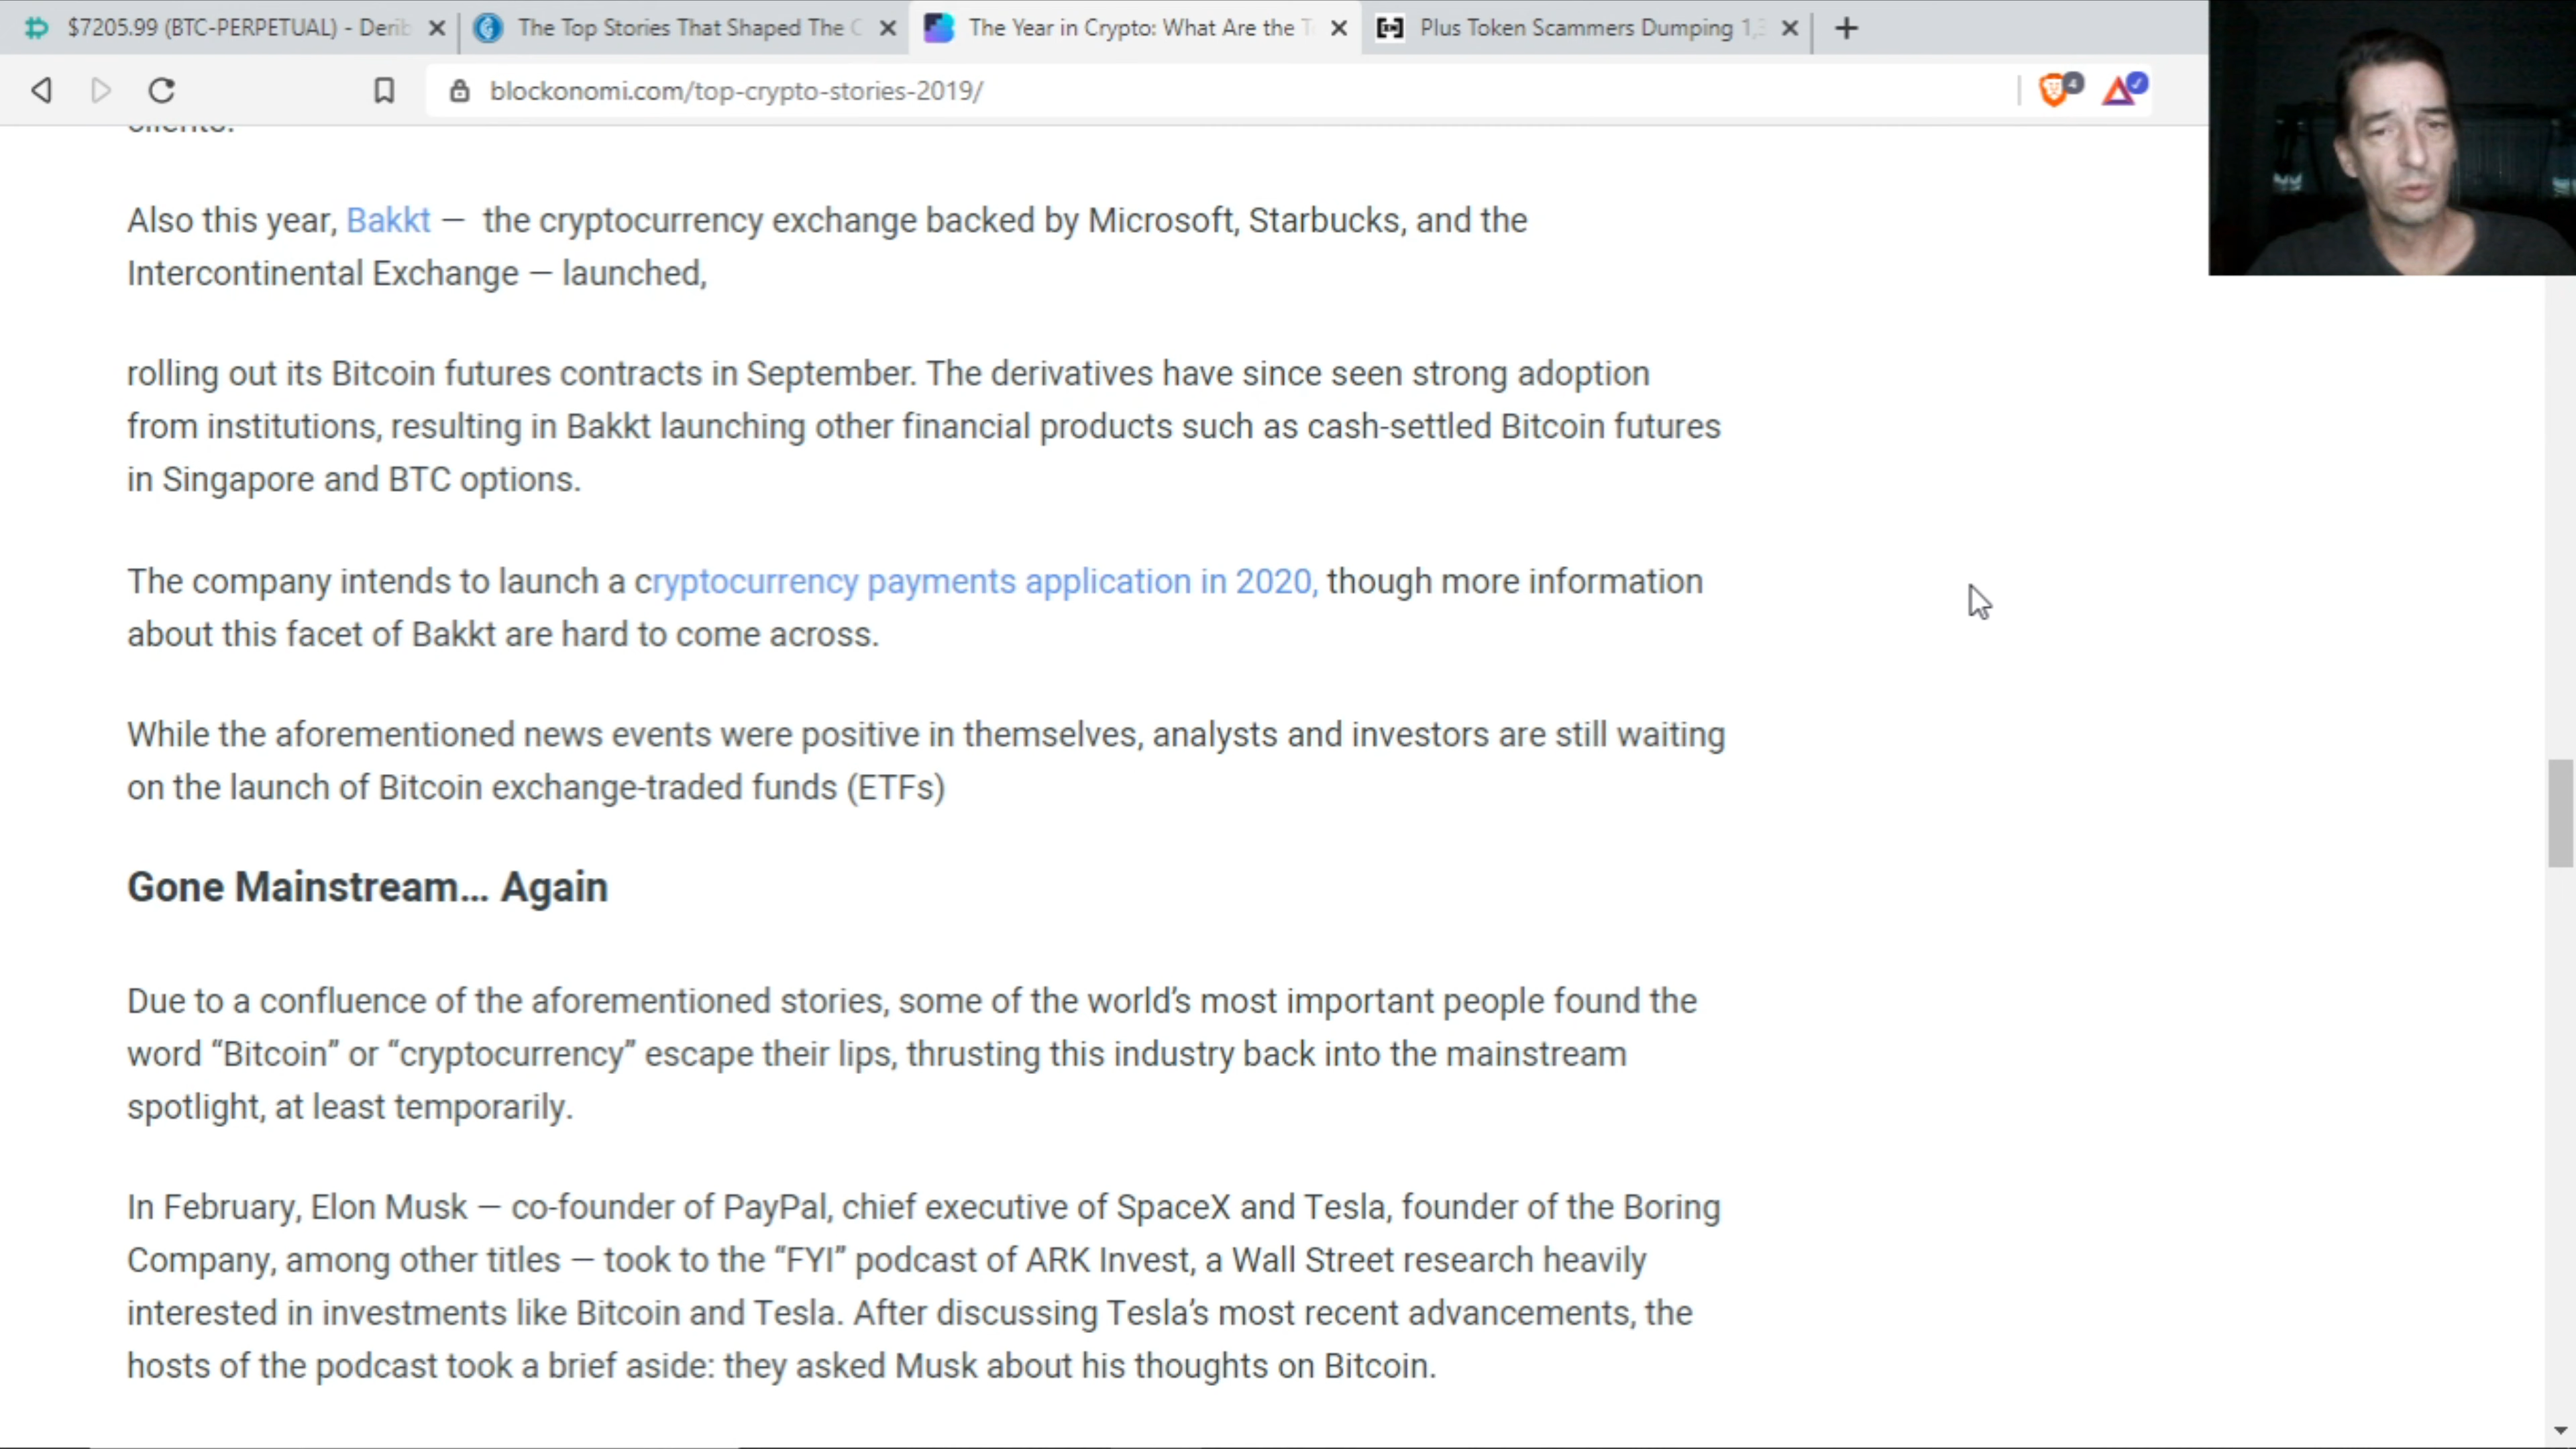 $7205.99 (BTC-PERPETUAL) - Derib
The Top Stories That Shaped The C
The Year in Crypto: What Are the T
Plus Token Scammers Dumping 1,3
blockonomi.com/top-crypto-stories-2019/
4
Also this year, Bakkt — the cryptocurrency exchange backed by Microsoft, Starbucks, and the
Intercontinental Exchange — launched,
rolling out its Bitcoin futures contracts in September. The derivatives have since seen strong adoption
from institutions, resulting in Bakkt launching other financial products such as cash-settled Bitcoin futures
in Singapore and BTC options.
The company intends to launch a cryptocurrency payments application in 2020, though more information
about this facet of Bakkt are hard to come across.
While the aforementioned news events were positive in themselves, analysts and investors are still waiting
on the launch of Bitcoin exchange-traded funds (ETFs)
Gone Mainstream... Again
Due to a confluence of the aforementioned stories, some of the world’s most important people found the
word “Bitcoin” or “cryptocurrency” escape their lips, thrusting this industry back into the mainstream
spotlight, at least temporarily.
In February, Elon Musk — co-founder of PayPal, chief executive of SpaceX and Tesla, founder of the Boring
Company, among other titles — took to the “FYI” podcast of ARK Invest, a Wall Street research heavily
interested in investments like Bitcoin and Tesla. After discussing Tesla’s most recent advancements, the
hosts of the podcast took a brief aside: they asked Musk about his thoughts on Bitcoin.